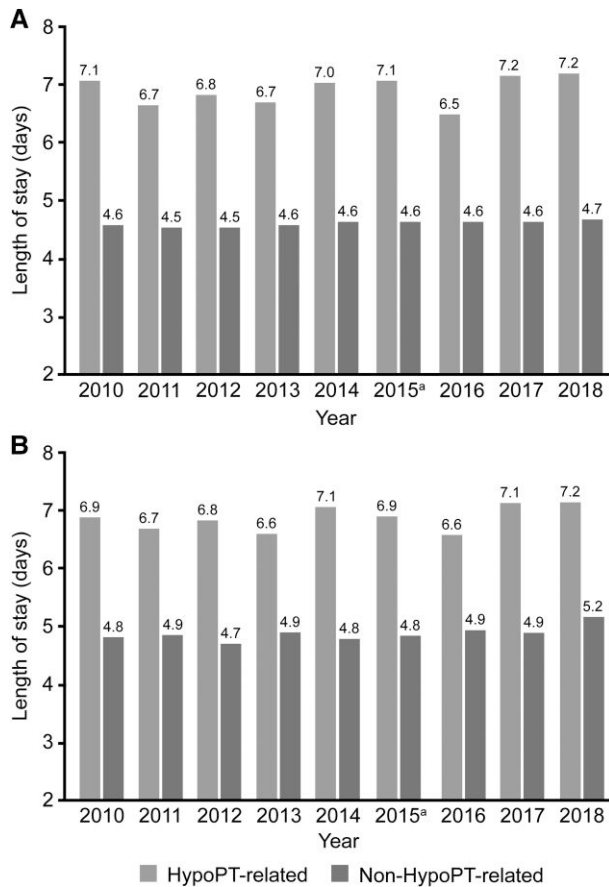 A
Length of stay (days)
8
7
6
5
4
3
2
7.1 4.6 6.7 4.5 6.8 4.5 6.7 4.6 7.0 4.6 7.1 4.6 6.5 4.6 7.2 4.6 7.2 4.7
2010 2011 2012 2013 2014 2015ᵃ 2016 2017 2018
Year
B
Length of stay (days)
8
7
6
5
4
3
2
6.9 4.8 6.7 4.9 6.8 4.7 6.6 4.9 7.1 4.8 6.9 4.8 6.6 4.9 7.1 4.9 7.2 5.2
2010 2011 2012 2013 2014 2015ᵃ 2016 2017 2018
Year
HypoPT-related Non-HypoPT-related